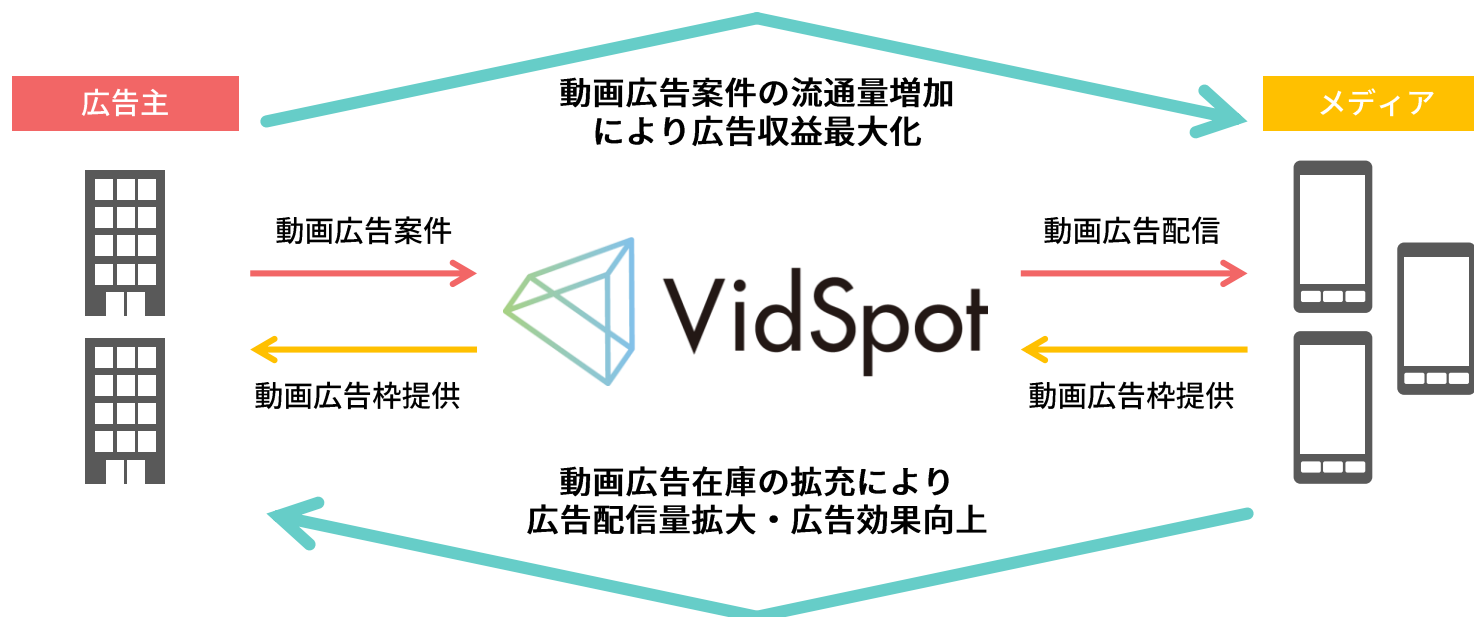 動画広告案件の流通量増加
により広告収益最大化
広告主
メディア
動画広告案件
動画広告配信
VidSpot
動画広告枠提供
動画広告枠提供
動画広告在庫の拡充により
広告配信量拡大・広告効果向上